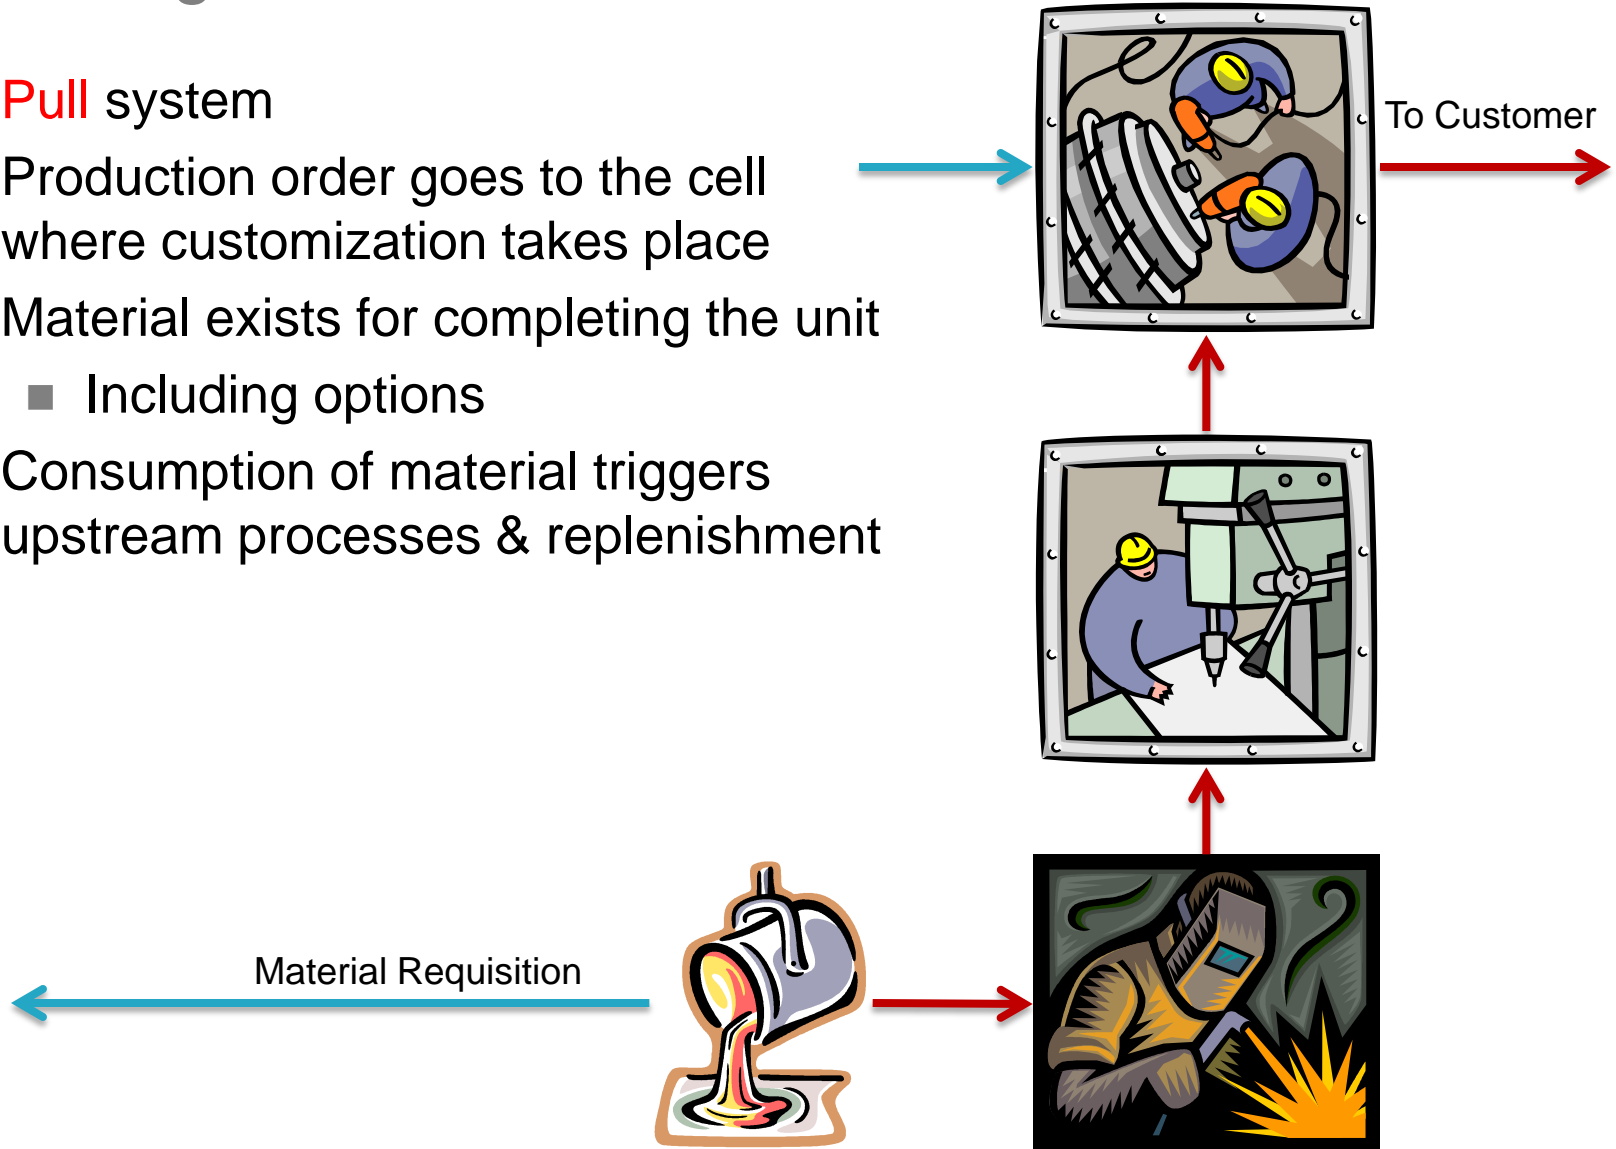 Pull system
Production order goes to the cell
where customization takes place
Material exists for completing the unit
Including options
Consumption of material triggers
upstream processes & replenishment
To Customer
Material Requisition